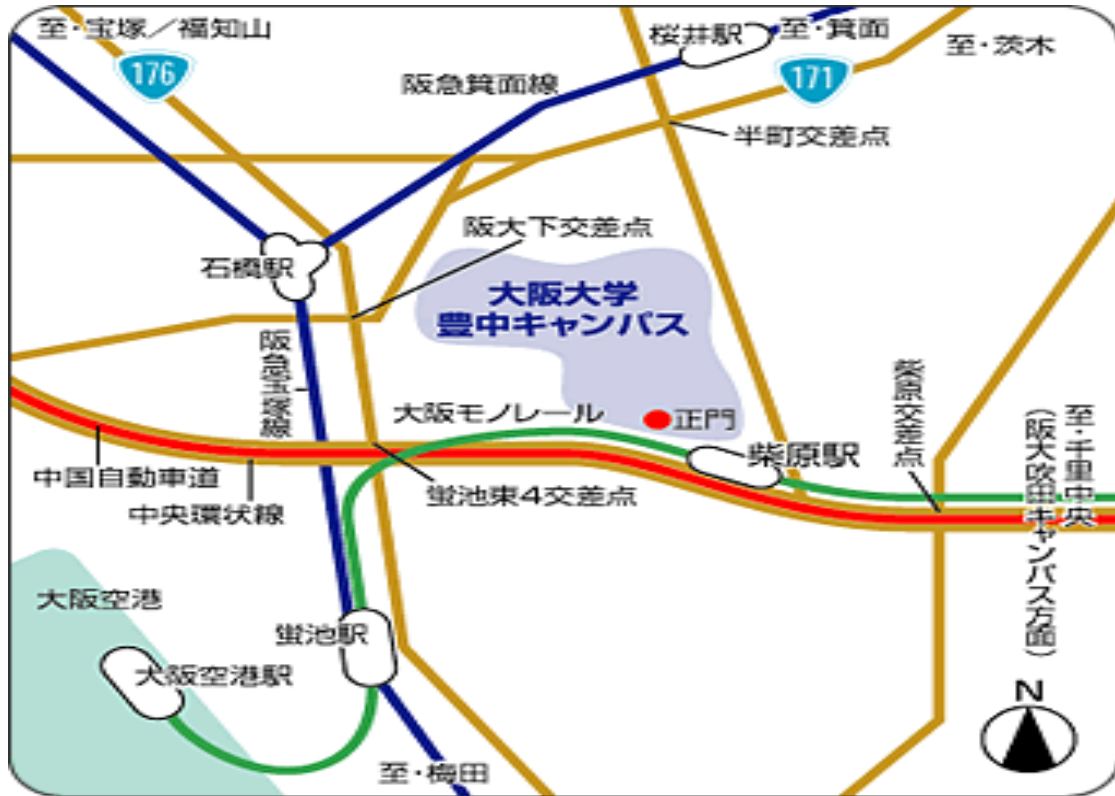 至・宝塚／福知山
176
阪急箕面線
桜井駅
至・箕面
171
至・茨木
半町交差点
阪大下交差点
石橋駅
大阪大学
豊中キャンパス
阪急宝塚線
大阪モノレール
正門
柴原駅
柴原交差点
至・千里中央
(阪大吹田キャンパス方面)
中国自動車道
中央環状線
蛍池東4交差点
大阪空港
蛍池駅
大阪空港駅
至・梅田
N